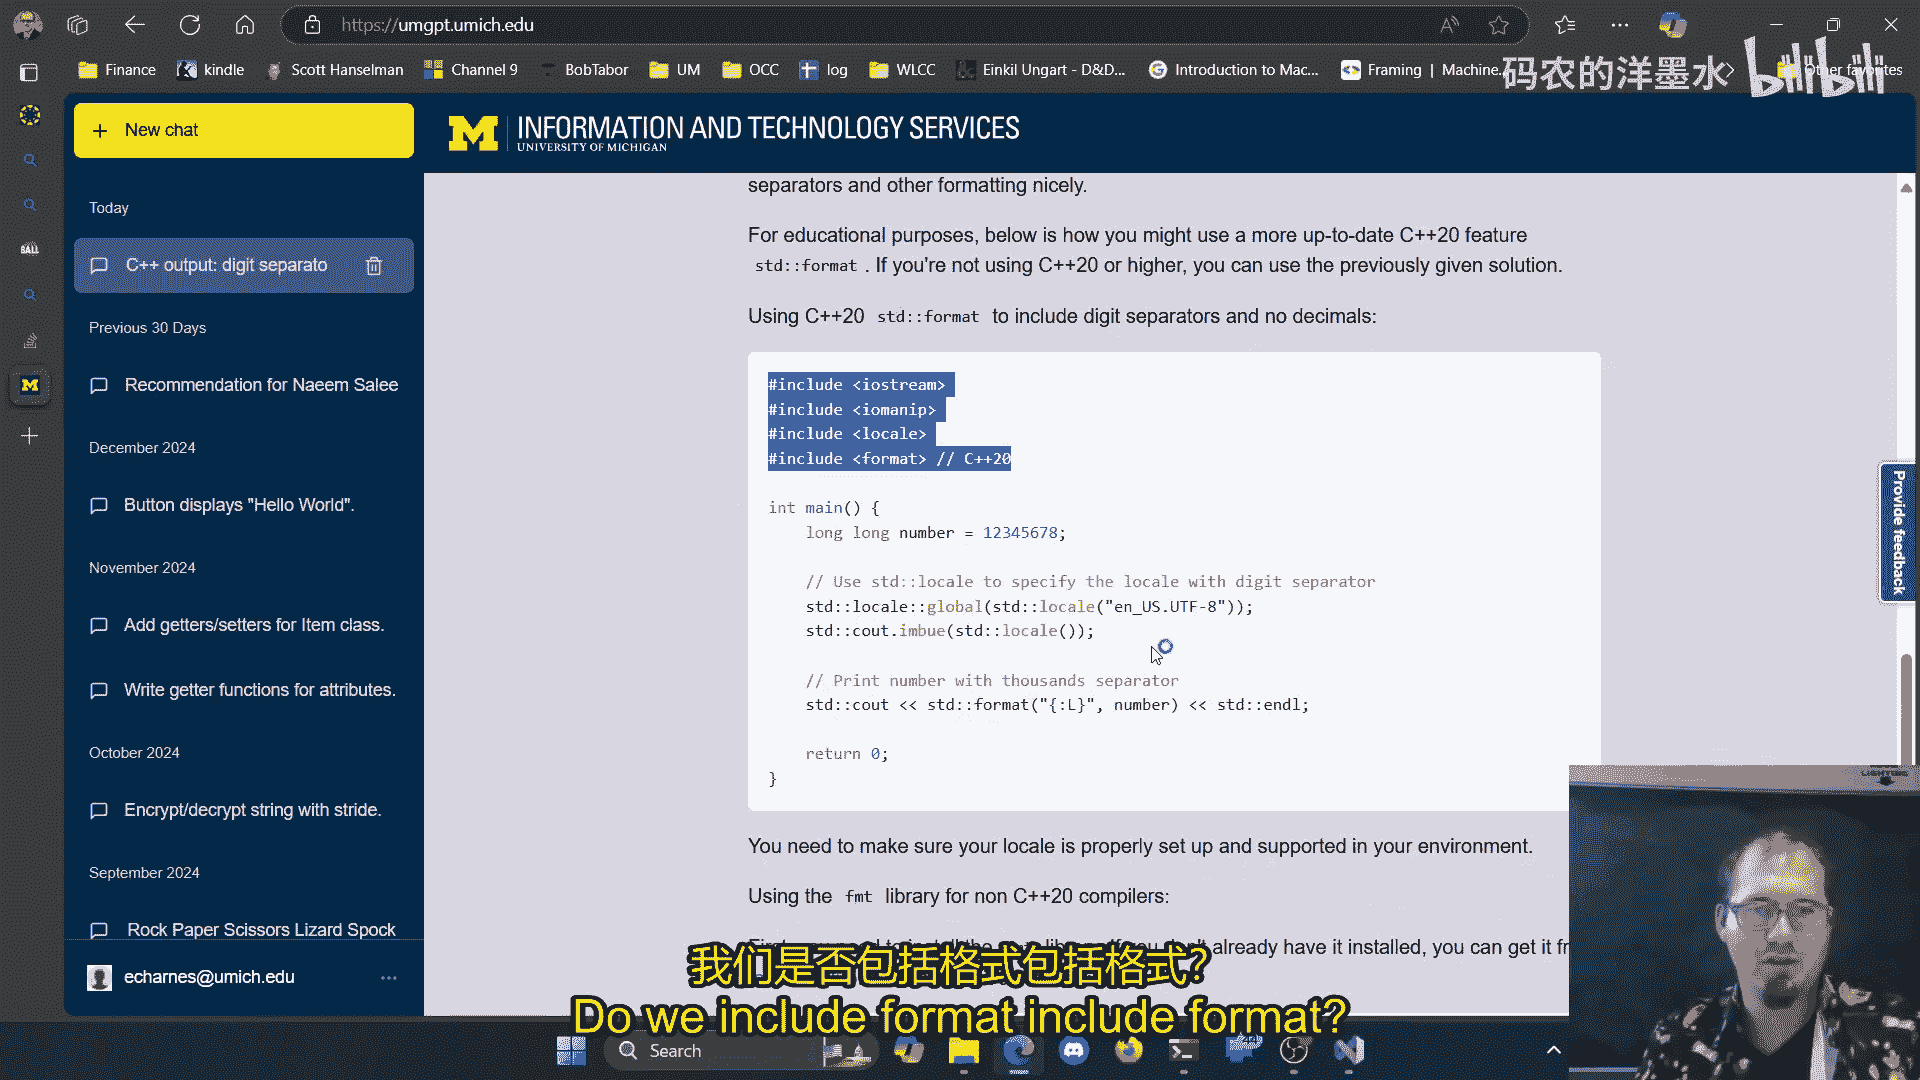 https://umgpt.umich.edu
Finance
kindle
Scott Hanselman
Channel 9
BobTabor
UM
OCC
log
WLCC
Einkil Ungart - D&D...
Introduction to Mac...
Framing | Machine...
Other favorites
码农的洋墨水
bilibili
New chat
M INFORMATION AND TECHNOLOGY SERVICES
UNIVERSITY OF MICHIGAN
Today
C++ output: digit separato
Previous 30 Days
Recommendation for Naeem Salee
December 2024
Button displays "Hello World".
November 2024
Add getters/setters for Item class.
Write getter functions for attributes.
October 2024
Encrypt/decrypt string with stride.
September 2024
Rock Paper Scissors Lizard Spock
echarnes@umich.edu
BALL
M
separators and other formatting nicely.
For educational purposes, below is how you might use a more up-to-date C++20 feature
std::format . If you're not using C++20 or higher, you can use the previously given solution.
Using C++20 std::format to include digit separators and no decimals:
#include <iostream>
#include <iomanip>
#include <locale>
#include <format> // C++20
int main() {
long long number = 12345678;
// Use std::locale to specify the locale with digit separator
std::locale::global(std::locale("en_US.UTF-8"));
std::cout.imbue(std::locale());
// Print number with thousands separator
std::cout << std::format("{:L}", number) << std::endl;
return 0;
}
You need to make sure your locale is properly set up and supported in your environment.
Using the fmt library for non C++20 compilers:
already have it installed, you can get it
Provide feedback
我们是否包括格式包括格式?
Do we include format include format?
Search